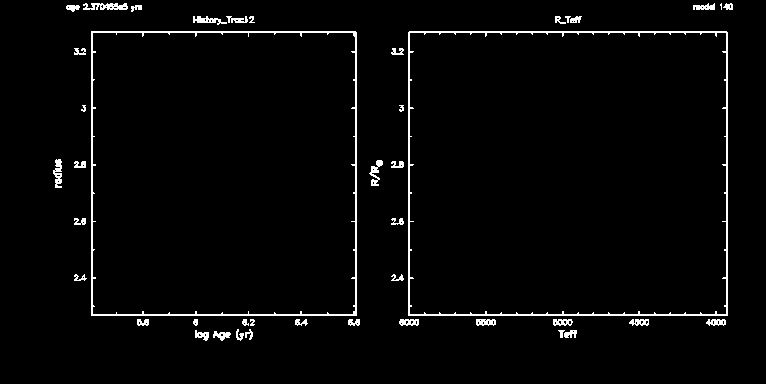 age 2.370465e5 yrs
model 140
History_Track2
R_Teff
3.2
3
2.8
2.6
2.4
radius
5.8
6
6.2
6.4
6.6
log Age (yr)
3.2
3
2.8
2.6
2.4
R/R⊙
6000
5500
5000
4500
4000
Teff